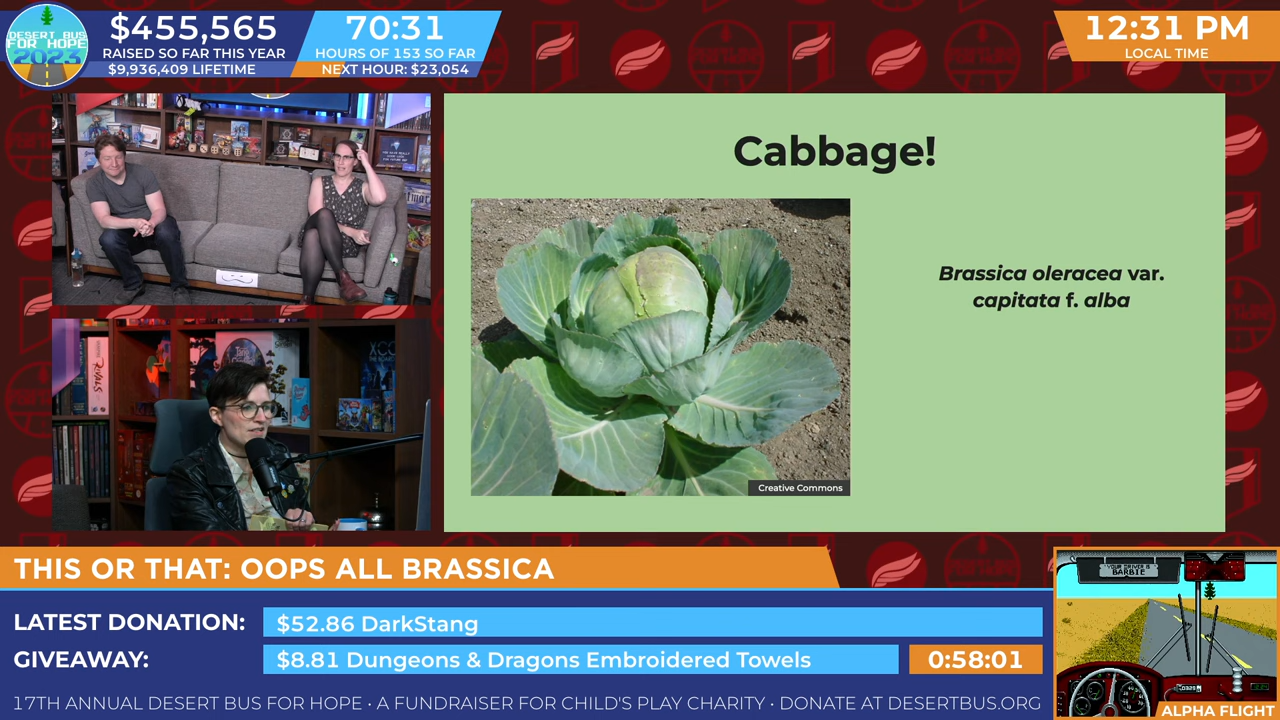 DESERT BUS
FOR HOPE
2023
$455,565
RAISED SO FAR THIS YEAR
$9,936,409 LIFETIME
70:31
HOURS OF 153 SO FAR
NEXT HOUR: $23,054
12:31 PM
LOCAL TIME
Cabbage!
Brassica oleracea var.
capitata f. alba
Creative Commons
THIS OR THAT: OOPS ALL BRASSICA
LATEST DONATION:
$52.86 DarkStang
GIVEAWAY:
$8.81 Dungeons & Dragons Embroidered Towels
0:58:01
17TH ANNUAL DESERT BUS FOR HOPE · A FUNDRAISER FOR CHILD'S PLAY CHARITY · DONATE AT DESERTBUS.ORG
YOUR DRIVER IS
BARBIE
ALPHA FLIGHT